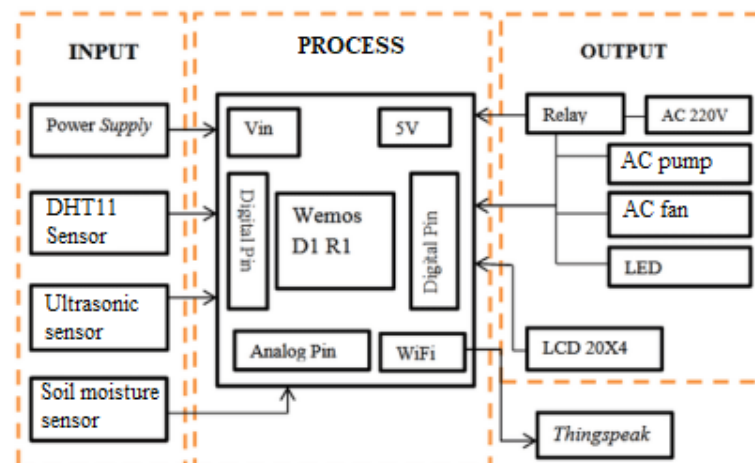 INPUT
Power Supply
DHT11
Sensor
Ultrasonic
sensor
Soil moisture
sensor
PROCESS
Vin
5V
Digital Pin
Wemos
D1 R1
Digital Pin
Analog Pin
WiFi
OUTPUT
Relay
AC 220V
AC pump
AC fan
LED
LCD 20X4
Thingspeak